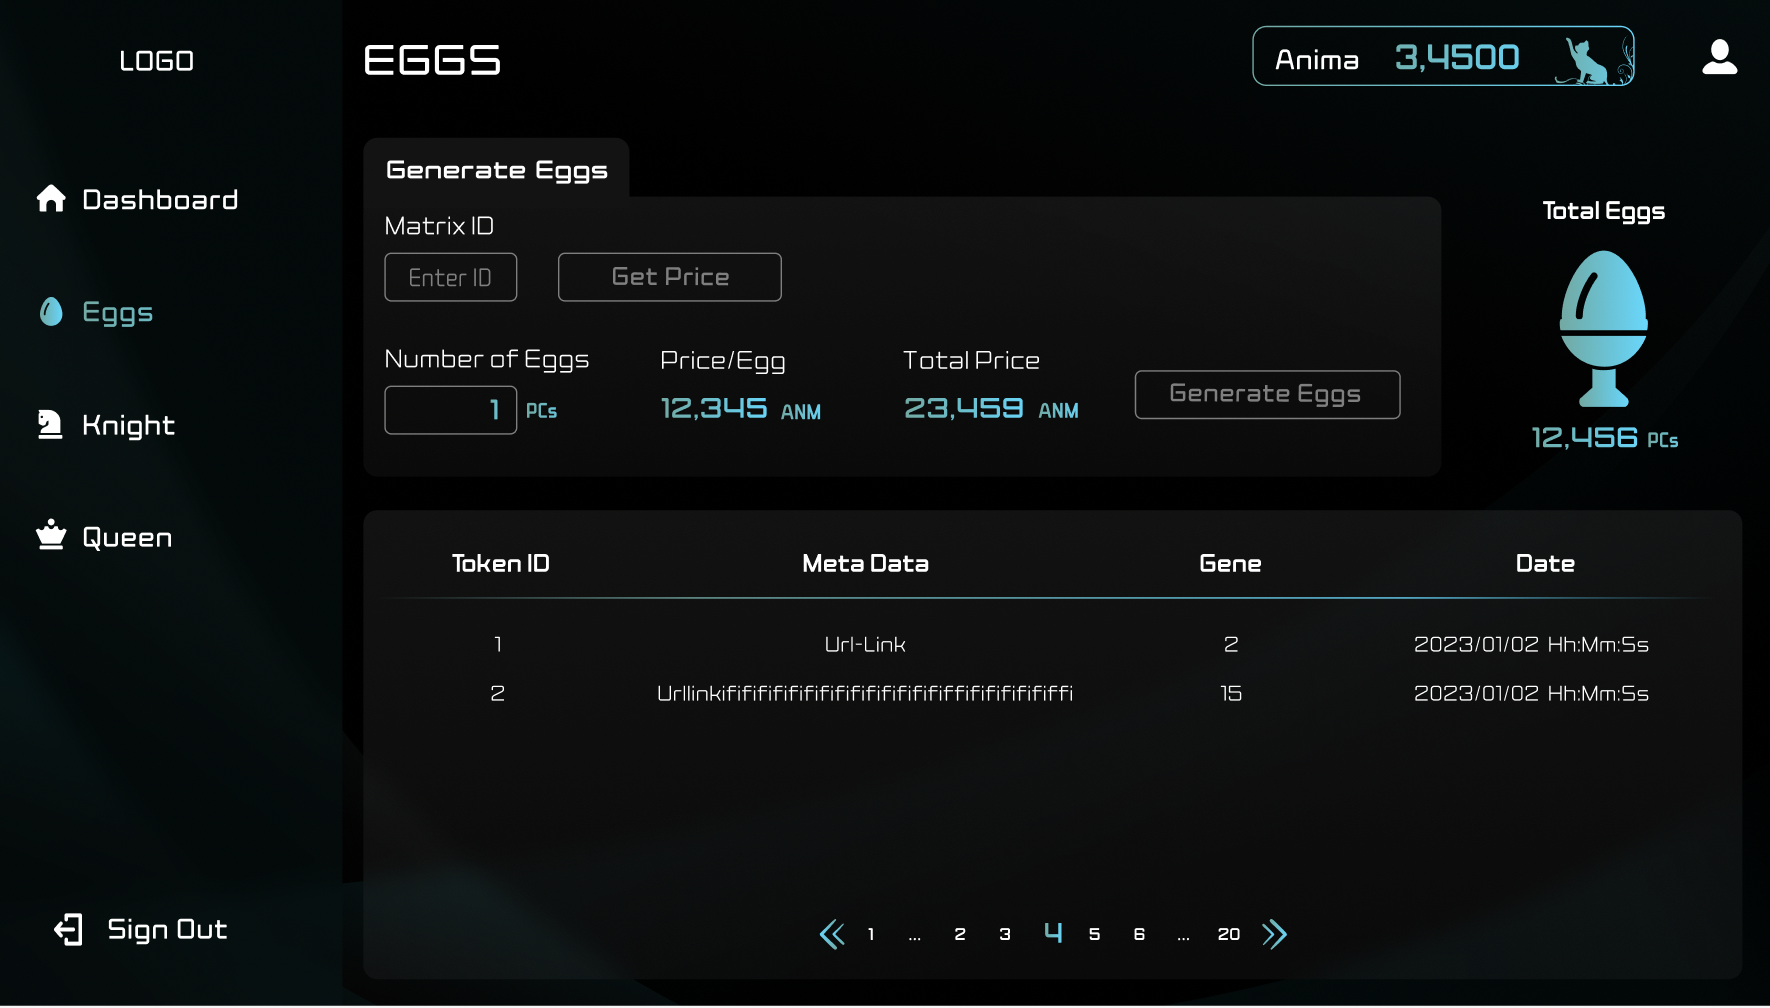 LOGO
EGGS
Anima 3,4500
Dashboard
Eggs
Knight
Queen
Sign Out
Generate Eggs
Matrix ID
Enter ID
Get Price
Number of Eggs
1 PCs
Price/Egg
12,345 ANM
Total Price
23,459 ANM
Generate Eggs
Total Eggs
12,456 PCs
Token ID Meta Data Gene Date
1 Url-Link 2 2023/01/02 Hh:Mm:Ss
2 15 2023/01/02 Hh:Mm:Ss
1 ... 2 3 4 5 6 ... 20